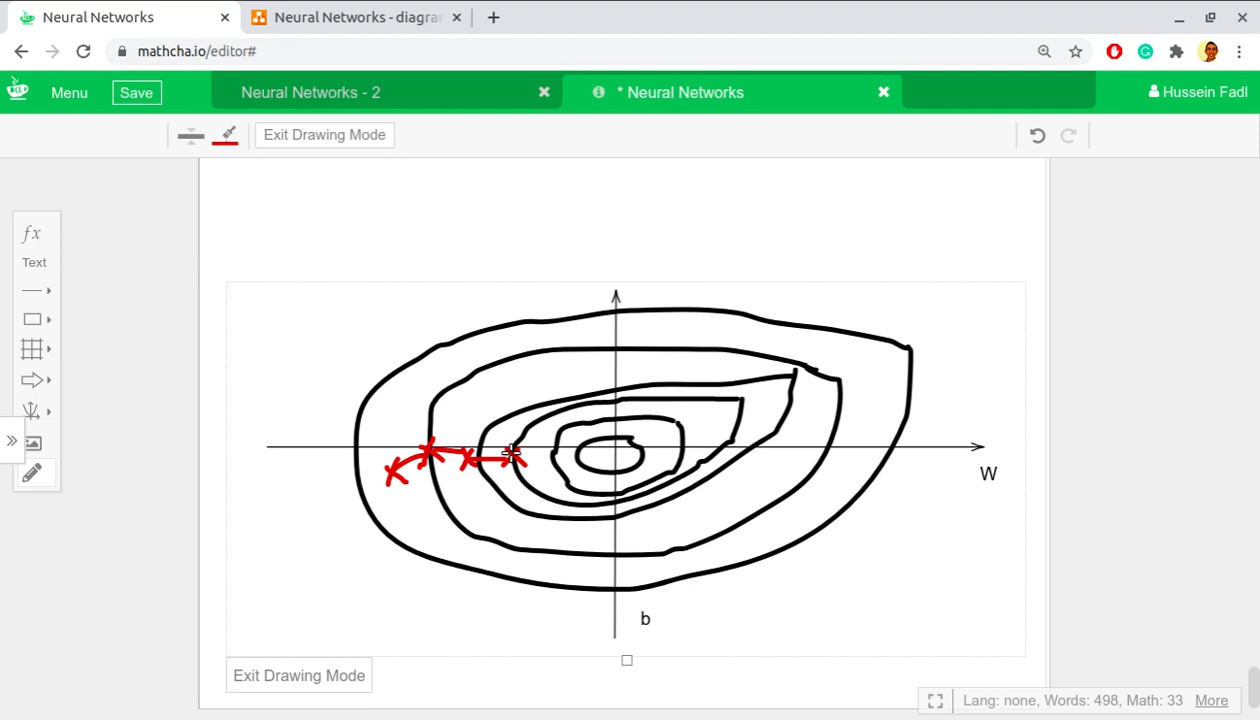 Neural Networks
Neural Networks - diagra
mathcha.io/editor#
Menu
Save
Neural Networks - 2
* Neural Networks
Hussein Fadl
Exit Drawing Mode
fx
Text
W
b
Exit Drawing Mode
Lang: none, Words: 498, Math: 33 More